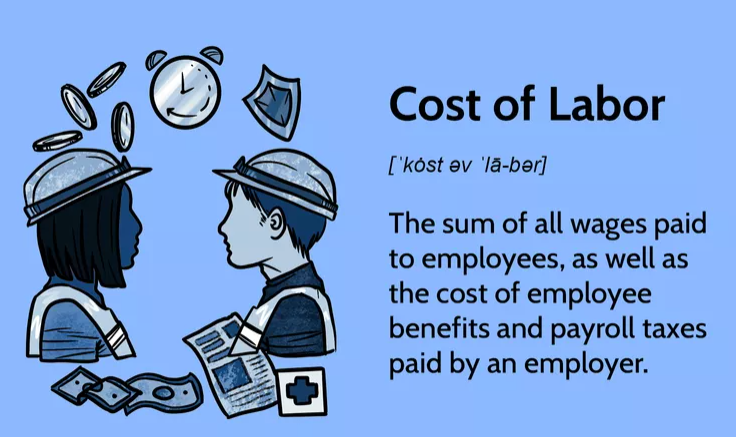 Cost of Labor
[ˈkȯst əv ˈlā-bər]
The sum of all wages paid
to employees, as well as
the cost of employee
benefits and payroll taxes
paid by an employer.